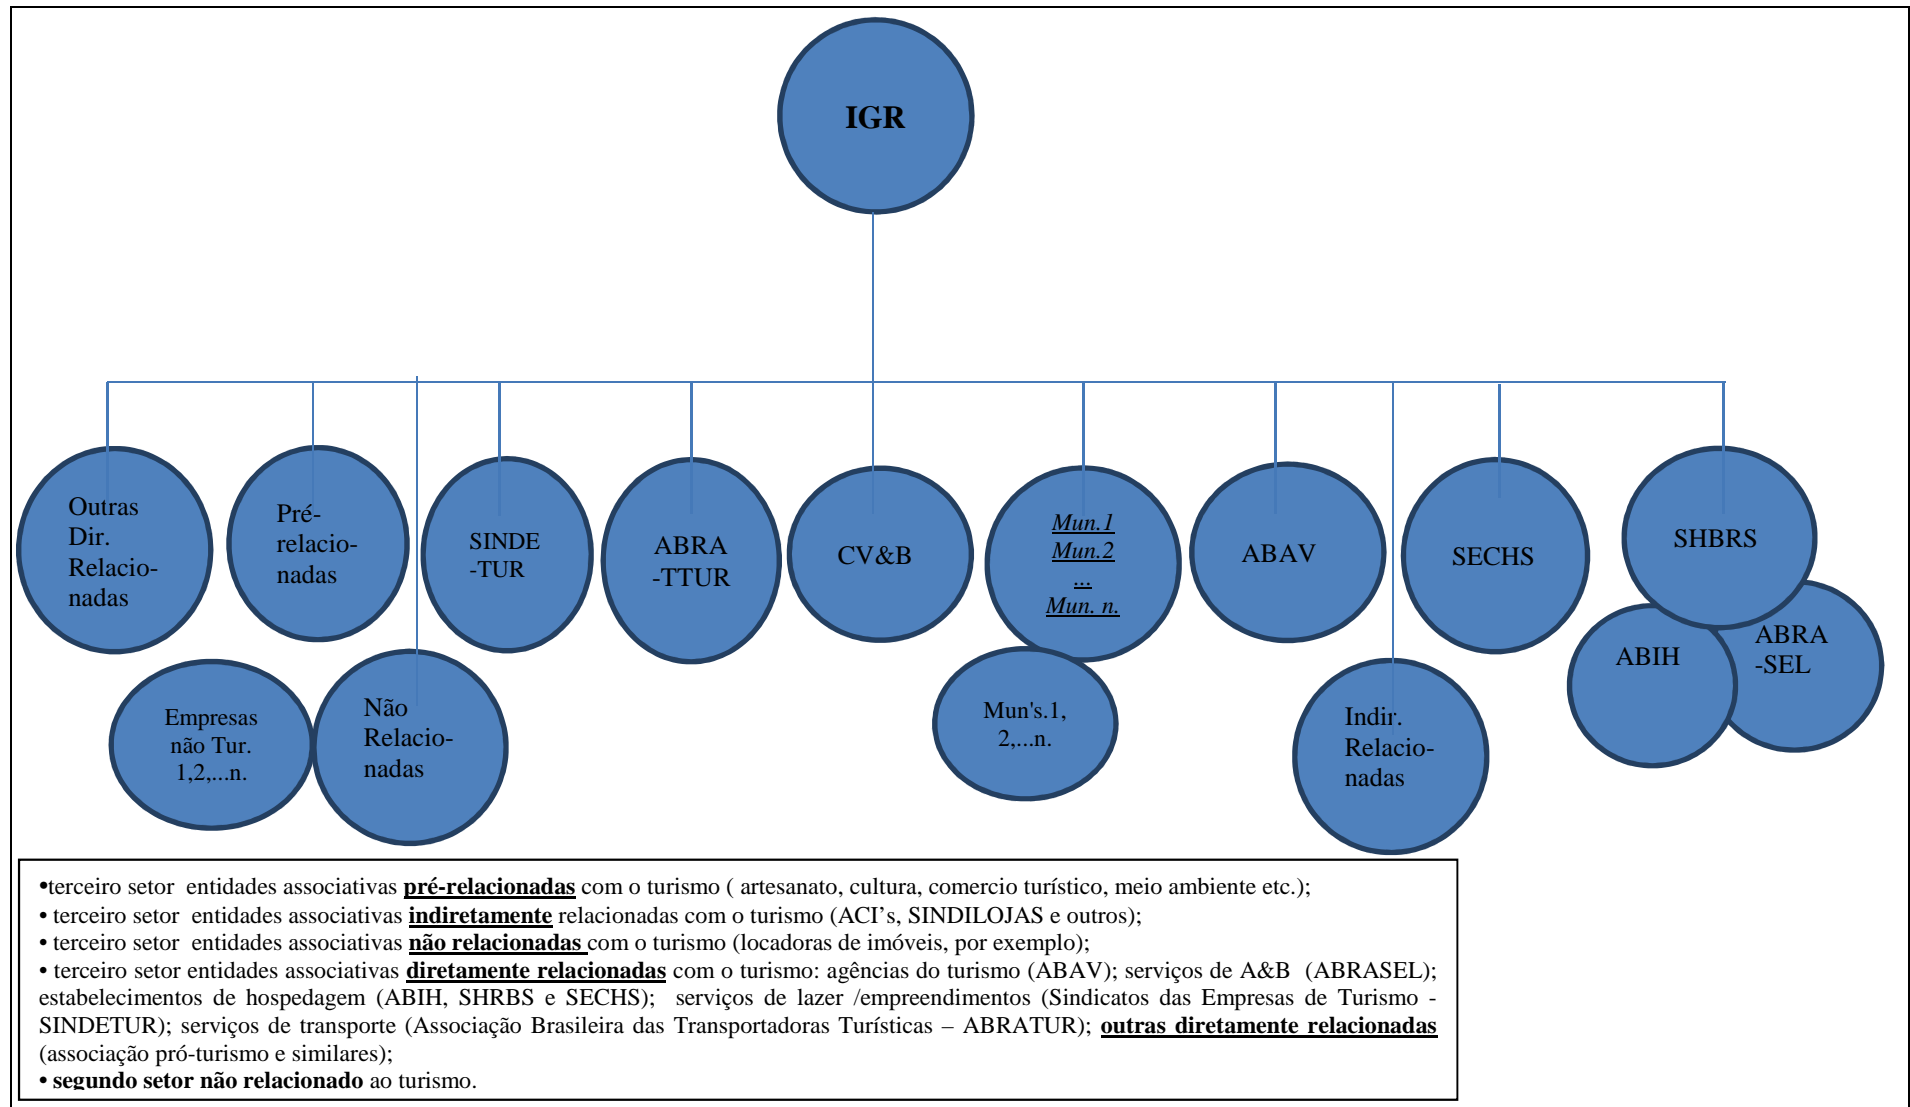 IGR
Outras
Dir.
Relacio-
nadas
Pré-
relacio-
nadas
SINDE
-TUR
ABRA
-TTUR
CV&B
Mun.1
Mun.2
...
Mun. n.
ABAV
SECHS
SHBRS
ABIH
ABRA
-SEL
Empresas
não Tur.
1,2,...n.
Não
Relacio-
nadas
Mun's.1,
2,...n.
Indir.
Relacio-
nadas
•terceiro setor entidades associativas pré-relacionadas com o turismo ( artesanato, cultura, comercio turístico, meio ambiente etc.);
• terceiro setor entidades associativas indiretamente relacionadas com o turismo (ACI’s, SINDILOJAS e outros);
• terceiro setor entidades associativas não relacionadas com o turismo (locadoras de imóveis, por exemplo);
• terceiro setor entidades associativas diretamente relacionadas com o turismo: agências do turismo (ABAV); serviços de A&B (ABRASEL);
estabelecimentos de hospedagem (ABIH, SHRBS e SECHS); serviços de lazer /empreendimentos (Sindicatos das Empresas de Turismo -
SINDETUR); serviços de transporte (Associação Brasileira das Transportadoras Turísticas – ABRATUR); outras diretamente relacionadas
(associação pró-turismo e similares);
• segundo setor não relacionado ao turismo.